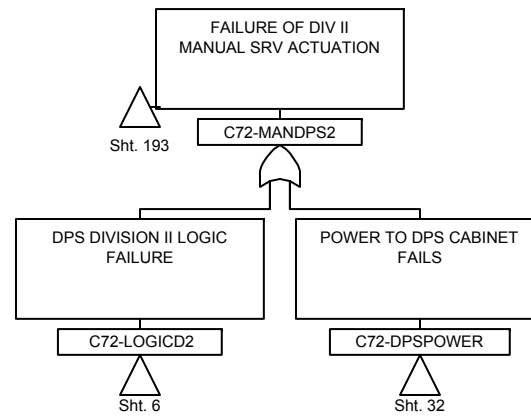 FAILURE OF DIV II
MANUAL SRV ACTUATION
Sht. 193
C72-MANDPS2
DPS DIVISION II LOGIC
FAILURE
POWER TO DPS CABINET
FAILS
C72-LOGICD2
C72-DPSPOWER
Sht. 6
Sht. 32